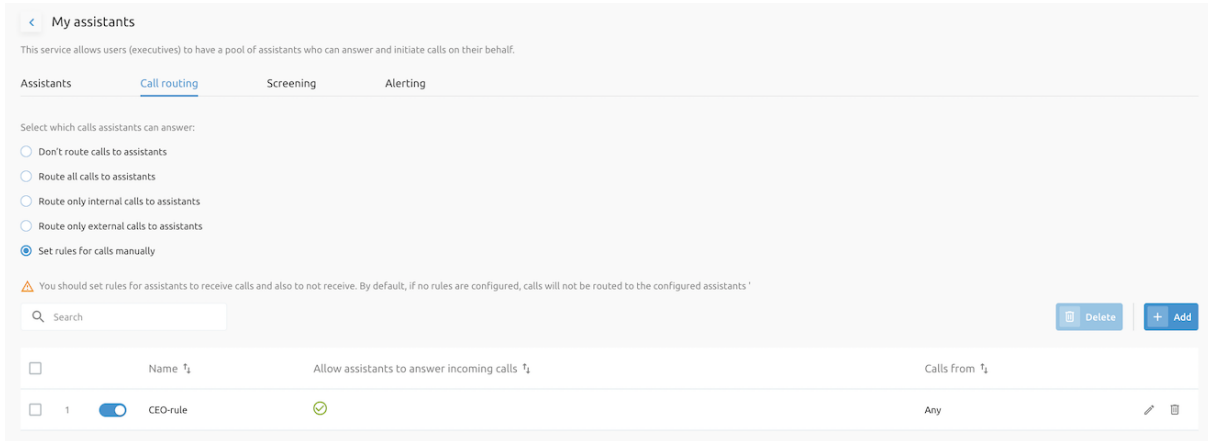 My assistants
This service allows users (executives) to have a pool of assistants who can answer and initiate calls on their behalf.
Assistants Call routing Screening Alerting
Select which calls assistants can answer:
Don't route calls to assistants
Route all calls to assistants
Route only internal calls to assistants
Route only external calls to assistants
Set rules for calls manually
You should set rules for assistants to receive calls and also to not receive. By default, if no rules are configured, calls will not be routed to the configured assistants '
Search Delete + Add
Name Allow assistants to answer incoming calls Calls from
1 CEO-rule Any